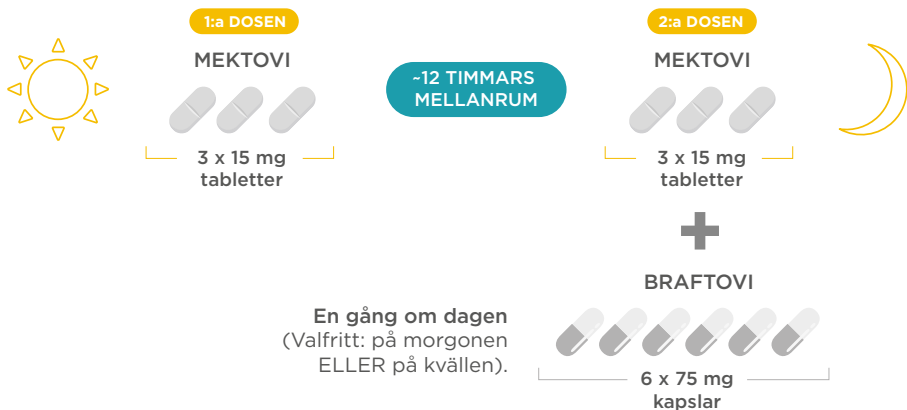 1:a DOSEN
MEKTOVI
3 x 15 mg
tabletter
~12 TIMMARS
MELLANRUM
2:a DOSEN
MEKTOVI
3 x 15 mg
tabletter
BRAFTOVI
En gång om dagen
(Valfritt: på morgonen
ELLER på kvällen).
6 x 75 mg
kapslar